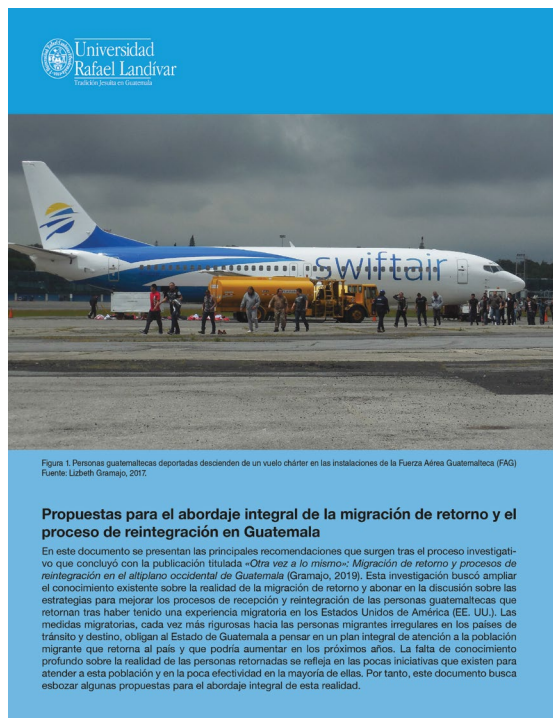 Universidad
Rafael Landívar
Tradición Jesuita en Guatemala
swiftair
Figura 1. Personas guatemaltecas deportadas descienden de un vuelo chárter en las instalaciones de la Fuerza Aérea Guatemalteca (FAG)
Fuente: Lizbeth Gramajo, 2017.
Propuestas para el abordaje integral de la migración de retorno y el
proceso de reintegración en Guatemala
En este documento se presentan las principales recomendaciones que surgen tras el proceso investigati-
vo que concluyó con la publicación titulada «Otra vez a lo mismo»: Migración de retorno y procesos de
reintegración en el altiplano occidental de Guatemala (Gramajo, 2019). Esta investigación buscó ampliar
el conocimiento existente sobre la realidad de la migración de retorno y abonar en la discusión sobre las
estrategias para mejorar los procesos de recepción y reintegración de las personas guatemaltecas que
retornan tras haber tenido una experiencia migratoria en los Estados Unidos de América (EE. UU.). Las
medidas migratorias, cada vez más rigurosas hacia las personas migrantes irregulares en los países de
tránsito y destino, obligan al Estado de Guatemala a pensar en un plan integral de atención a la población
migrante que retorna al país y que podría aumentar en los próximos años. La falta de conocimiento
profundo sobre la realidad de las personas retornadas se refleja en las pocas iniciativas que existen para
atender a esta población y en la poca efectividad en la mayoría de ellas. Por tanto, este documento busca
esbozar algunas propuestas para el abordaje integral de esta realidad.